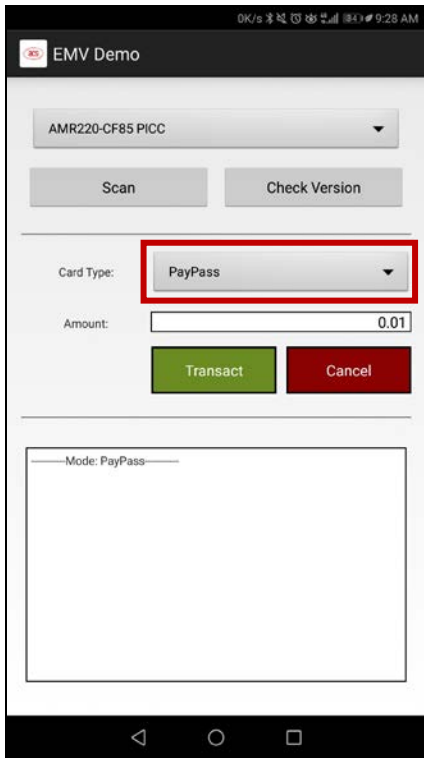 0K/s 9:28 AM
acs EMV Demo
AMR220-CF85 PICC
Scan Check Version
Card Type: PayPass
Amount: 0.01
Transact Cancel
----------Mode: PayPass----------